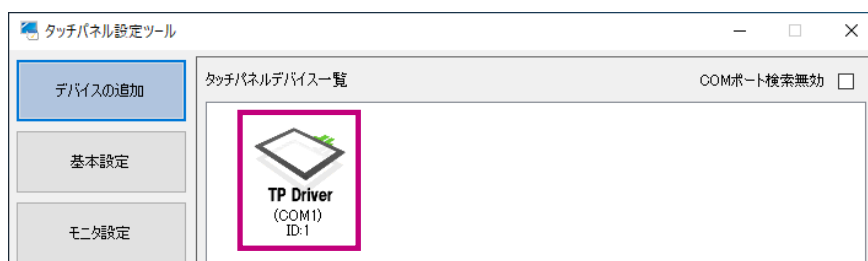 タッチパネル設定ツール
デバイスの追加
基本設定
モニタ設定
タッチパネルデバイス一覧
COMポート検索無効
TP Driver
(COM1)
ID:1